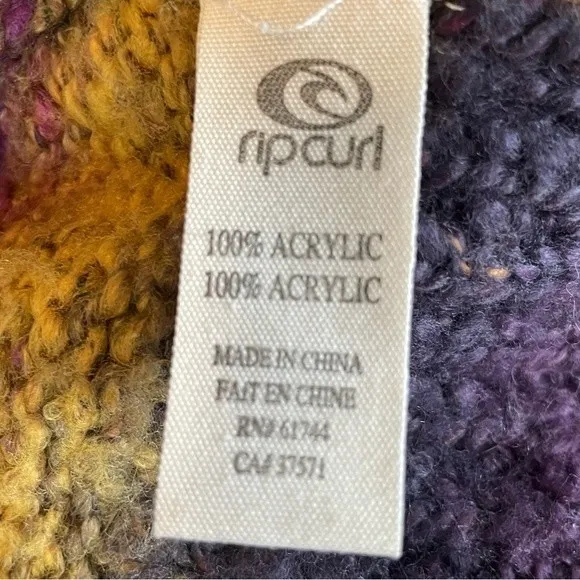 ripcurl
100% ACRYLIC
100% ACRYLIC
MADE IN CHINA
FAIT EN CHINE
RN# 61744
CA# 37571